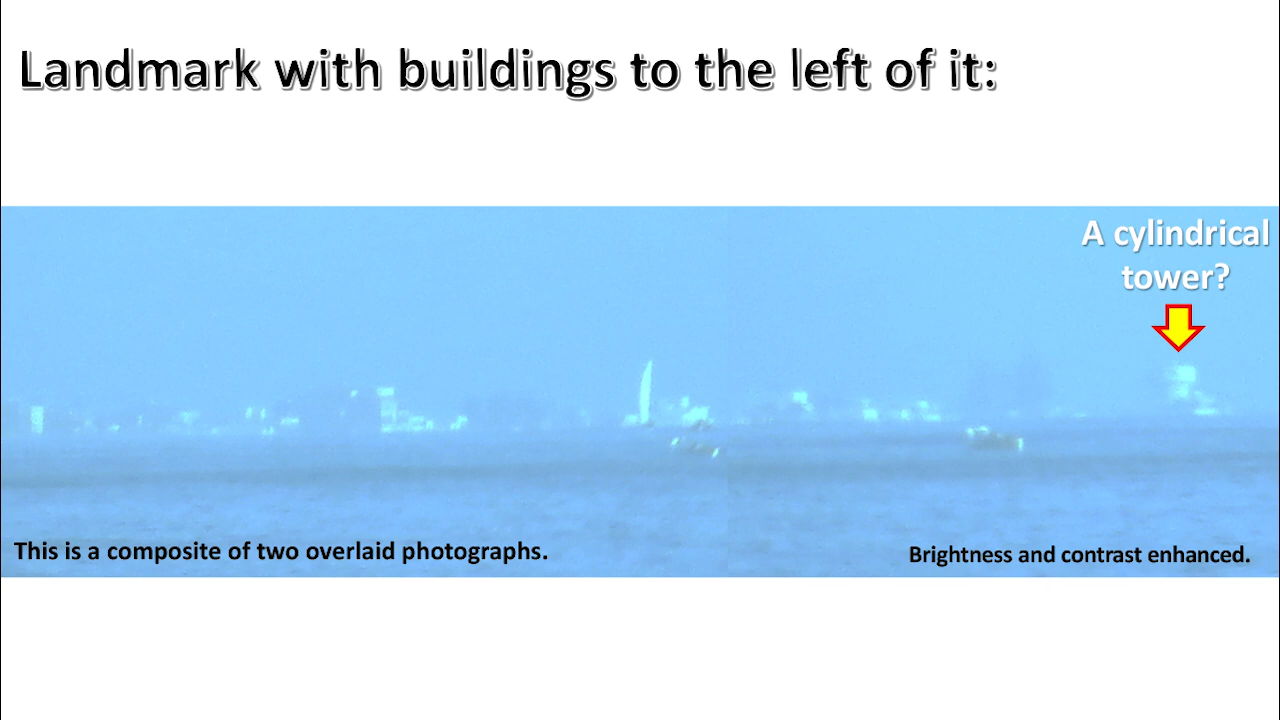 Landmark with buildings to the left of it:
A cylindrical
tower?
This is a composite of two overlaid photographs.
Brightness and contrast enhanced.